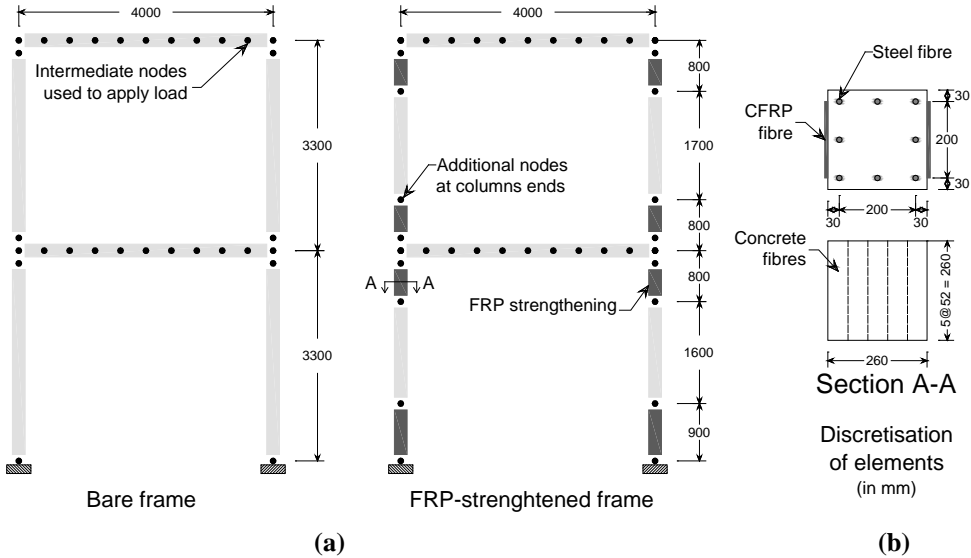 4000
Intermediate nodes
used to apply load
3300
3300
Bare frame
4000
800
1700
Additional nodes
at columns ends
800
A
A
800
FRP strengthening
1600
900
FRP-strenghtened frame
(a)
Steel fibre
CFRP
fibre
30
200
30
30
200
30
Concrete
fibres
5@52 = 260
260
Section A-A
Discretisation
of elements
(in mm)
(b)